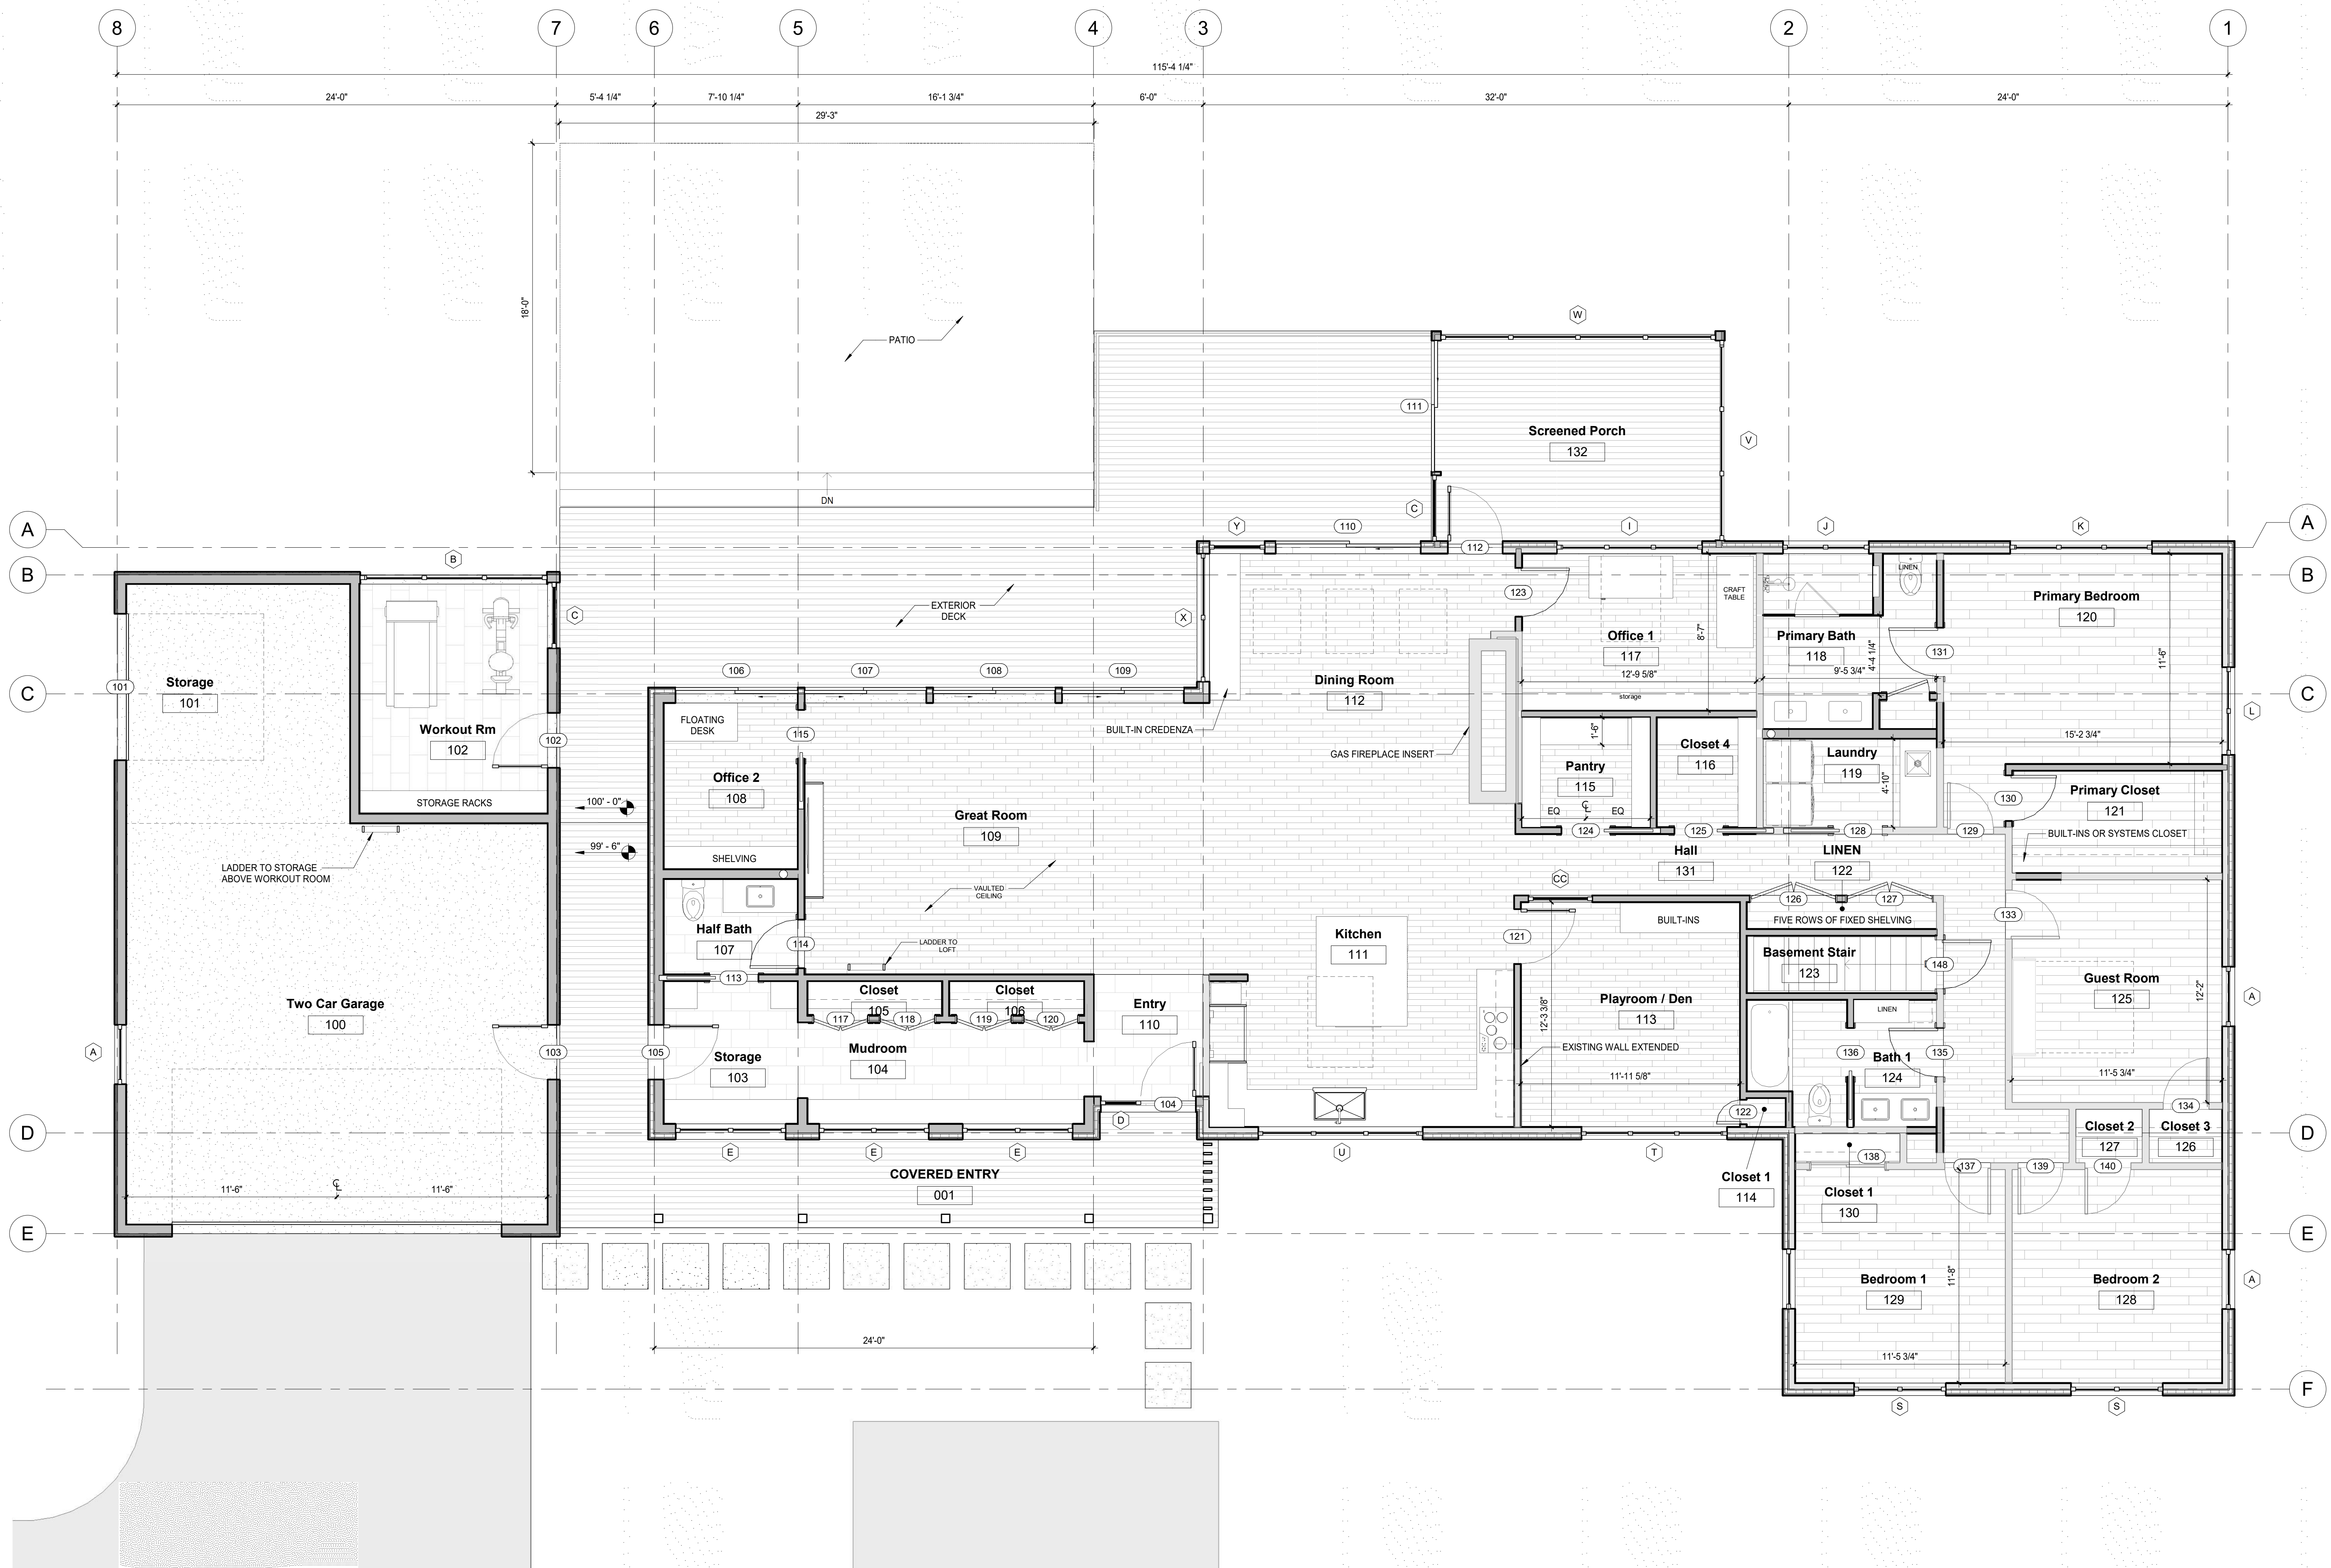 8
7
6
5
4
3
2
1
115'-4 1/4"
24'-0"
5'-4 1/4"
7'-10 1/4"
16'-1 3/4"
6'-0"
32'-0"
24'-0"
29'-3"
18'-0"
PATIO
DN
W
111
Screened Porch
132
V
C
A
A
Y
110
112
I
J
K
B
B
B
C
X
EXTERIOR
DECK
123
CRAFT
TABLE
LINEN
Primary Bedroom
120
Office 1
117
8'-7"
12'-9 5/8"
storage
Primary Bath
118
4'-4 1/4"
9'-5 3/4"
131
11'-6"
15'-2 3/4"
C
C
101
Storage
101
Workout Rm
102
102
STORAGE RACKS
106
107
108
109
Dining Room
112
L
FLOATING
DESK
115
BUILT-IN CREDENZA
GAS FIREPLACE INSERT
1'-6"
Pantry
115
EQ
CL
EQ
Closet 4
116
Laundry
119
4'-10"
Office 2
108
SHELVING
100' - 0"
99' - 6"
Great Room
109
124
125
128
129
130
Primary Closet
121
BUILT-INS OR SYSTEMS CLOSET
LADDER TO STORAGE
ABOVE WORKOUT ROOM
Hall
131
LINEN
122
VAULTED
CEILING
CC
126
127
FIVE ROWS OF FIXED SHELVING
133
BUILT-INS
Half Bath
107
114
LADDER TO
LOFT
113
Kitchen
111
121
Basement Stair
123
148
Guest Room
125
12'-2"
11'-5 3/4"
Two Car Garage
100
Closet
105
Closet
106
117
118
119
120
Entry
110
Playroom / Den
113
12'-3 3/8"
EXISTING WALL EXTENDED
11'-11 5/8"
LINEN
136
Bath 1
124
135
A
A
103
105
Storage
103
Mudroom
104
104
D
122
134
D
D
E
E
E
U
T
Closet 2
127
Closet 3
126
138
137
139
140
COVERED ENTRY
001
Closet 1
114
Closet 1
130
11'-6"
CL
11'-6"
E
E
Bedroom 1
129
11'-8"
11'-5 3/4"
Bedroom 2
128
A
24'-0"
F
S
S